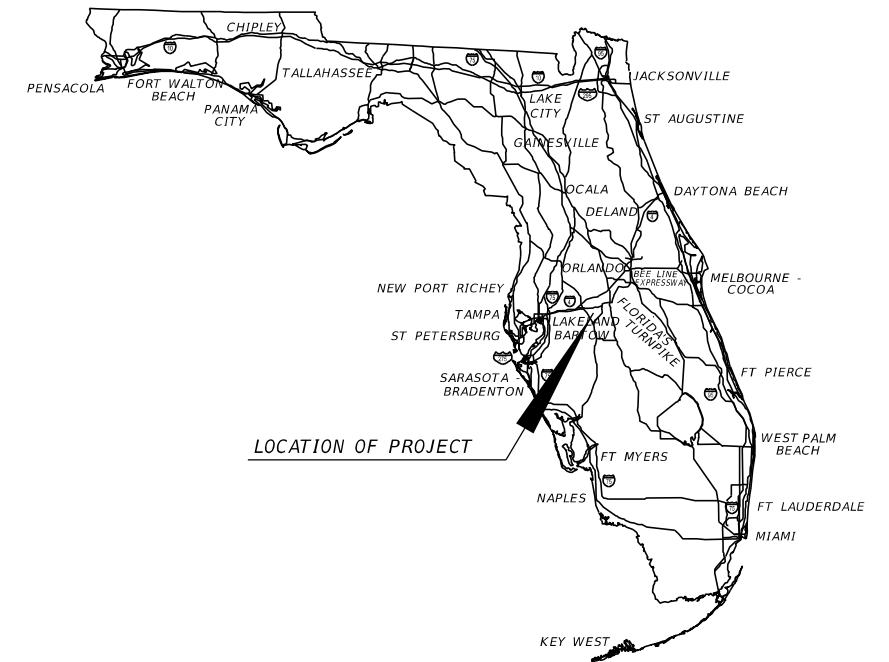 CHIPLEY
TALLAHASSEE
PENSACOLA
FORT WALTON
BEACH
PANAMA
CITY
JACKSONVILLE
LAKE
CITY
ST AUGUSTINE
GAINESVILLE
OCALA
DAYTONA BEACH
DELAND
ORLANDO
BEE LINE
EXPRESSWAY
MELBOURNE -
COCOA
NEW PORT RICHEY
TAMPA
ST PETERSBURG
LAKELAND
BARTOW
FLORIDA'S
TURNPIKE
SARASOTA -
BRADENTON
FT PIERCE
LOCATION OF PROJECT
WEST PALM
BEACH
FT MYERS
NAPLES
FT LAUDERDALE
MIAMI
KEY WEST